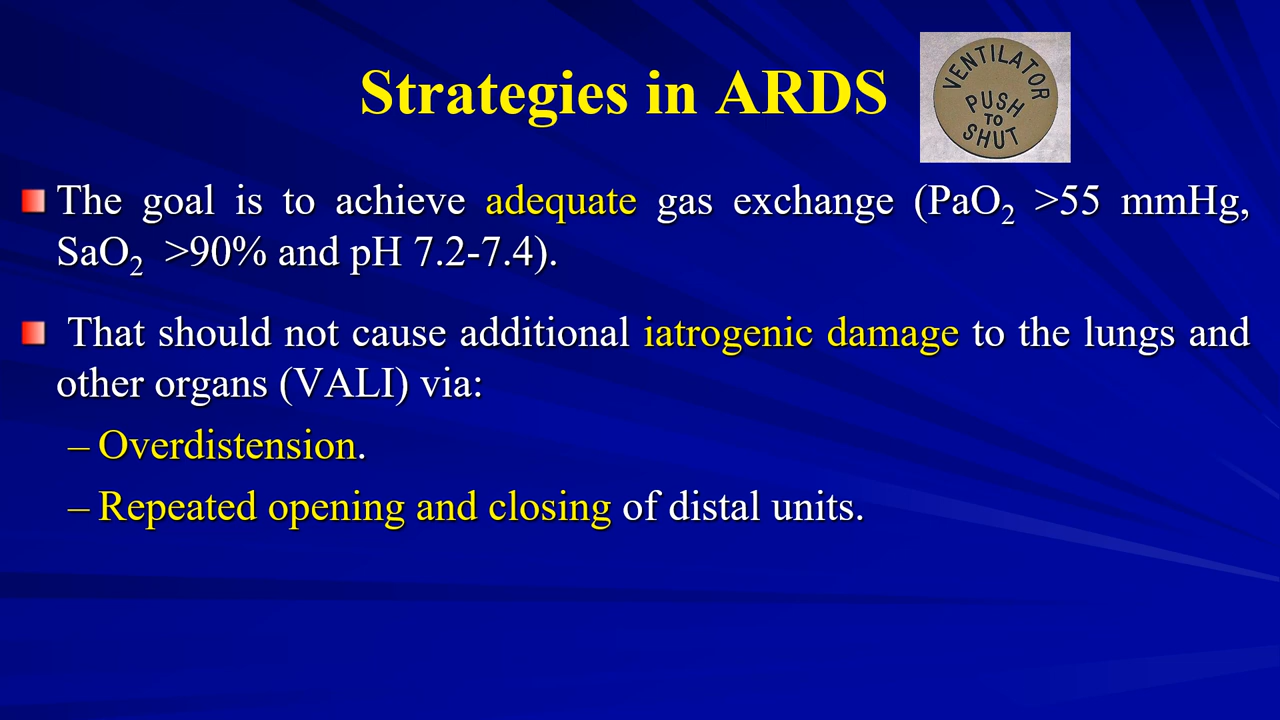 Strategies in ARDS
VENTILATOR
PUSH
TO
SHUT
The goal is to achieve adequate gas exchange (PaO₂ >55 mmHg,
SaO₂ >90% and pH 7.2-7.4).
That should not cause additional iatrogenic damage to the lungs and
other organs (VALI) via:
– Overdistension.
– Repeated opening and closing of distal units.